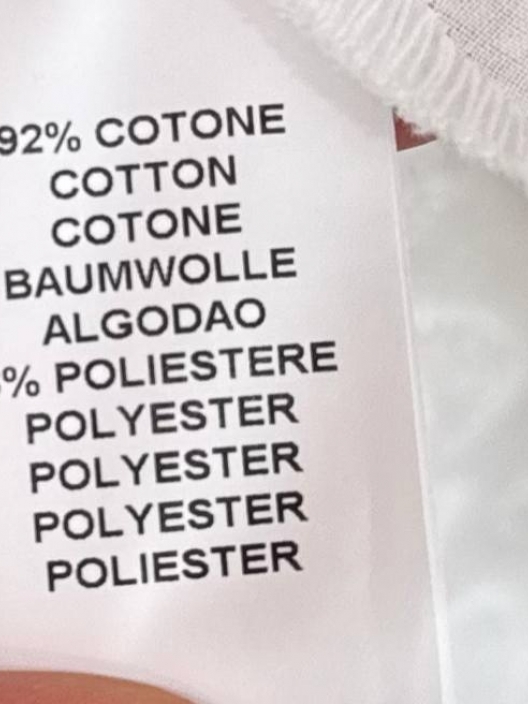 92% COTONE
COTTON
COTONE
BAUMWOLLE
ALGODAO
% POLIESTERE
POLYESTER
POLYESTER
POLYESTER
POLIESTER